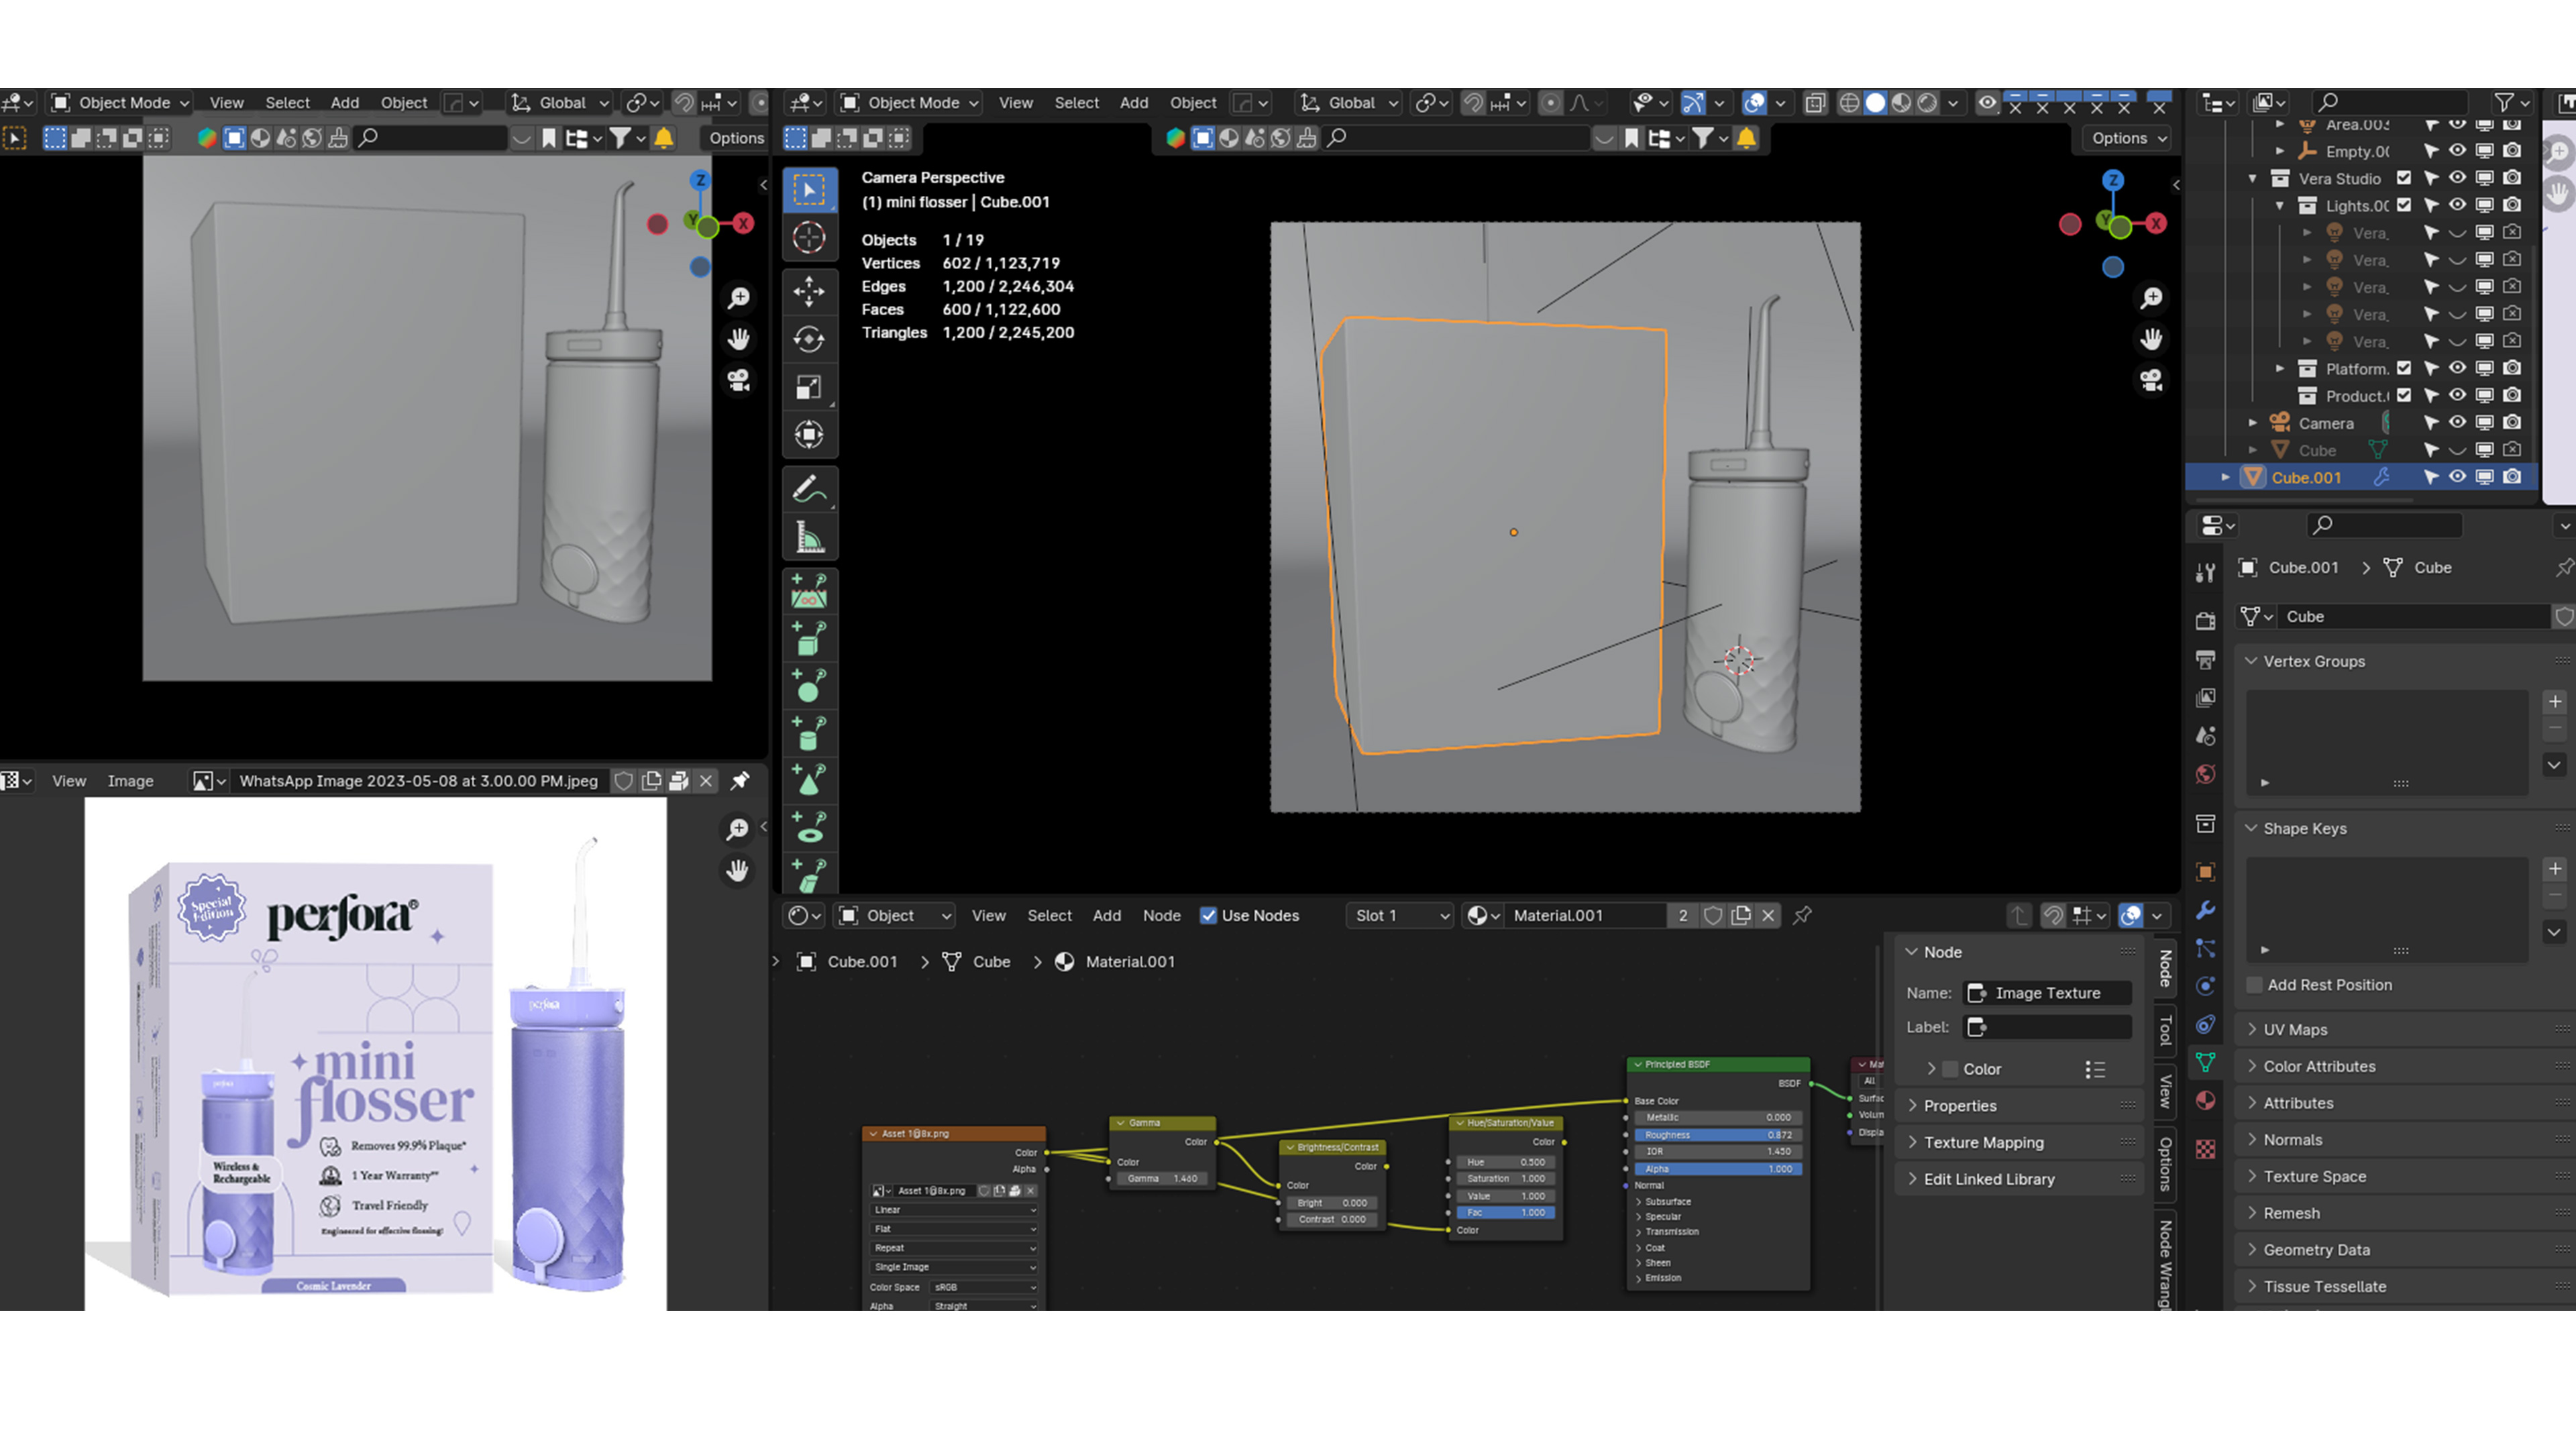 Object Mode View Select Add Object Global
Options
Object Mode View Select Add Object Global
Options
Camera Perspective
(1) mini flosser | Cube.001
Objects 1 / 19
Vertices 602 / 1,123,719
Edges 1,200 / 2,246,304
Faces 600 / 1,122,600
Triangles 1,200 / 2,245,200
Z
Y
X
Z
Y
X
Area.003
Empty.0(
Vera Studio
Lights.0(
Vera_
Vera_
Vera_
Vera_
Vera_
Platform.
Product.(
Camera
Cube
Cube.001
Cube.001 > Cube
Cube
Vertex Groups
Shape Keys
Add Rest Position
UV Maps
Color Attributes
Attributes
Normals
Texture Space
Remesh
Geometry Data
Tissue Tessellate
View Image WhatsApp Image 2023-05-08 at 3.00.00 PM.jpeg
Special
Edition
perfora®
mini
flosser
Removes 99.9% Plaque*
1 Year Warranty**
Travel Friendly
Engineered for effective flossing!
Wireless &
Rechargeable
Cosmic Lavender
perfora
perfora
Object View Select Add Node Use Nodes Slot 1 Material.001 2
Cube.001 > Cube > Material.001
Asset 1@8x.png
Color
Alpha
Asset 1@8x.png
Linear
Flat
Repeat
Single Image
Color Space sRGB
Alpha Straight
Gamma
Color
Color
Gamma 1.460
Brightness/Contrast
Color
Color
Bright 0.000
Contrast 0.000
Hue/Saturation/Value
Color
Hue 0.500
Saturation 1.000
Value 1.000
Fac 1.000
Color
Principled BSDF
BSDF
Base Color
Metallic 0.000
Roughness 0.872
IOR 1.450
Alpha 1.000
Normal
Subsurface
Specular
Transmission
Coat
Sheen
Emission
Mat
All
Surfac
Volum
Displa
Node
Name: Image Texture
Label:
Color
Properties
Texture Mapping
Edit Linked Library
Node
Tool
View
Options
Node Wrangl